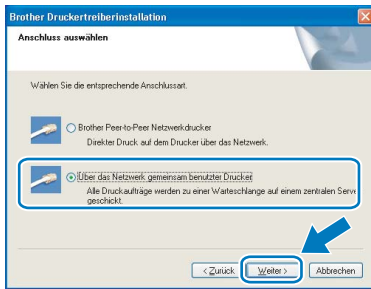 Brother Druckertreiberinstallation
Anschluss auswählen
Wählen Sie die entsprechende Anschlussart.
Brother Peer-to-Peer Netzwerkdrucker
Direkter Druck auf dem Drucker über das Netzwerk.
Über das Netzwerk gemeinsam benutzter Drucker
Alle Druckaufträge werden zu einer Warteschlange auf einem zentralen Serve
geschickt.
< Zurück
Weiter >
Abbrechen